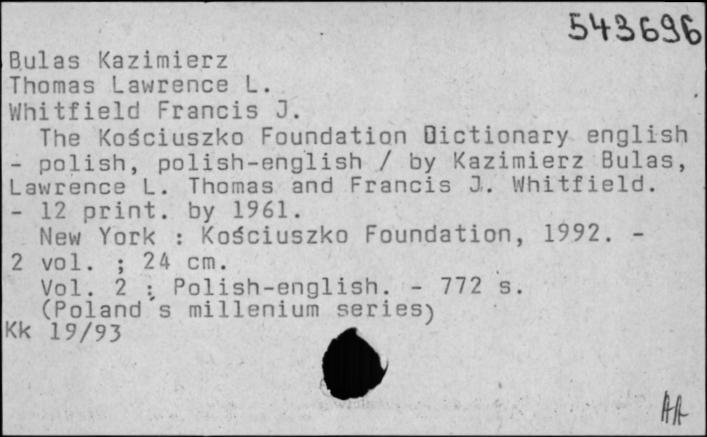 543696
Bulas Kazimierz
Thomas Lawrence L.
Whitfield Francis J.
The Kościuszko Foundation Dictionary english
- polish, polish-english / by Kazimierz Bulas,
Lawrence L. Thomas and Francis J. Whitfield.
- 12 print. by 1961.
New York : Kościuszko Foundation, 1992. -
2 vol. ; 24 cm.
Vol. 2 : Polish-english. - 772 s.
(Poland's millenium series)
Kk 19/93
AA